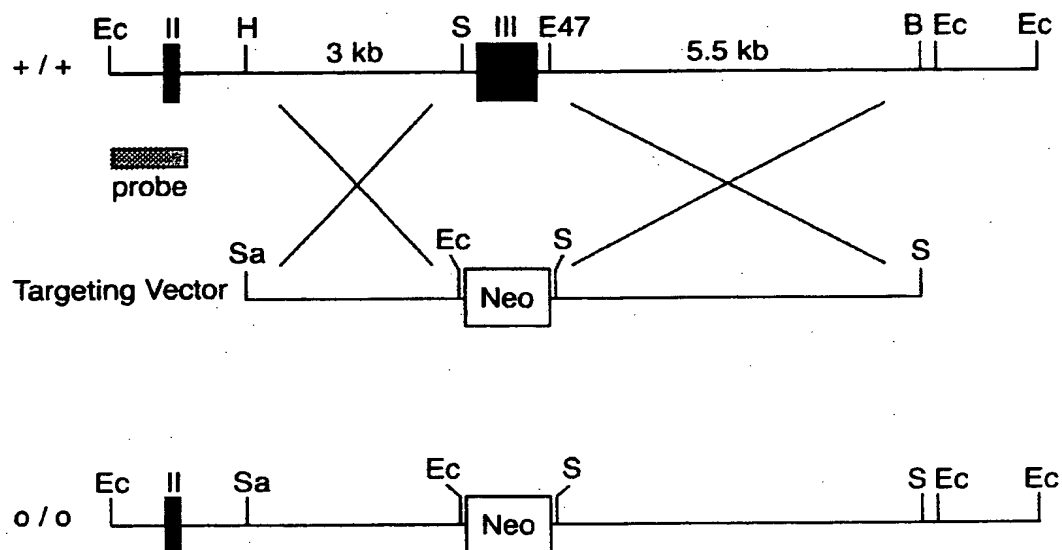 Ec II H S III E47 B Ec Ec
+ / + 3 kb 5.5 kb
probe
Ec S
Sa S
Targeting Vector Neo
Ec II Sa Ec S S Ec Ec
o / o Neo